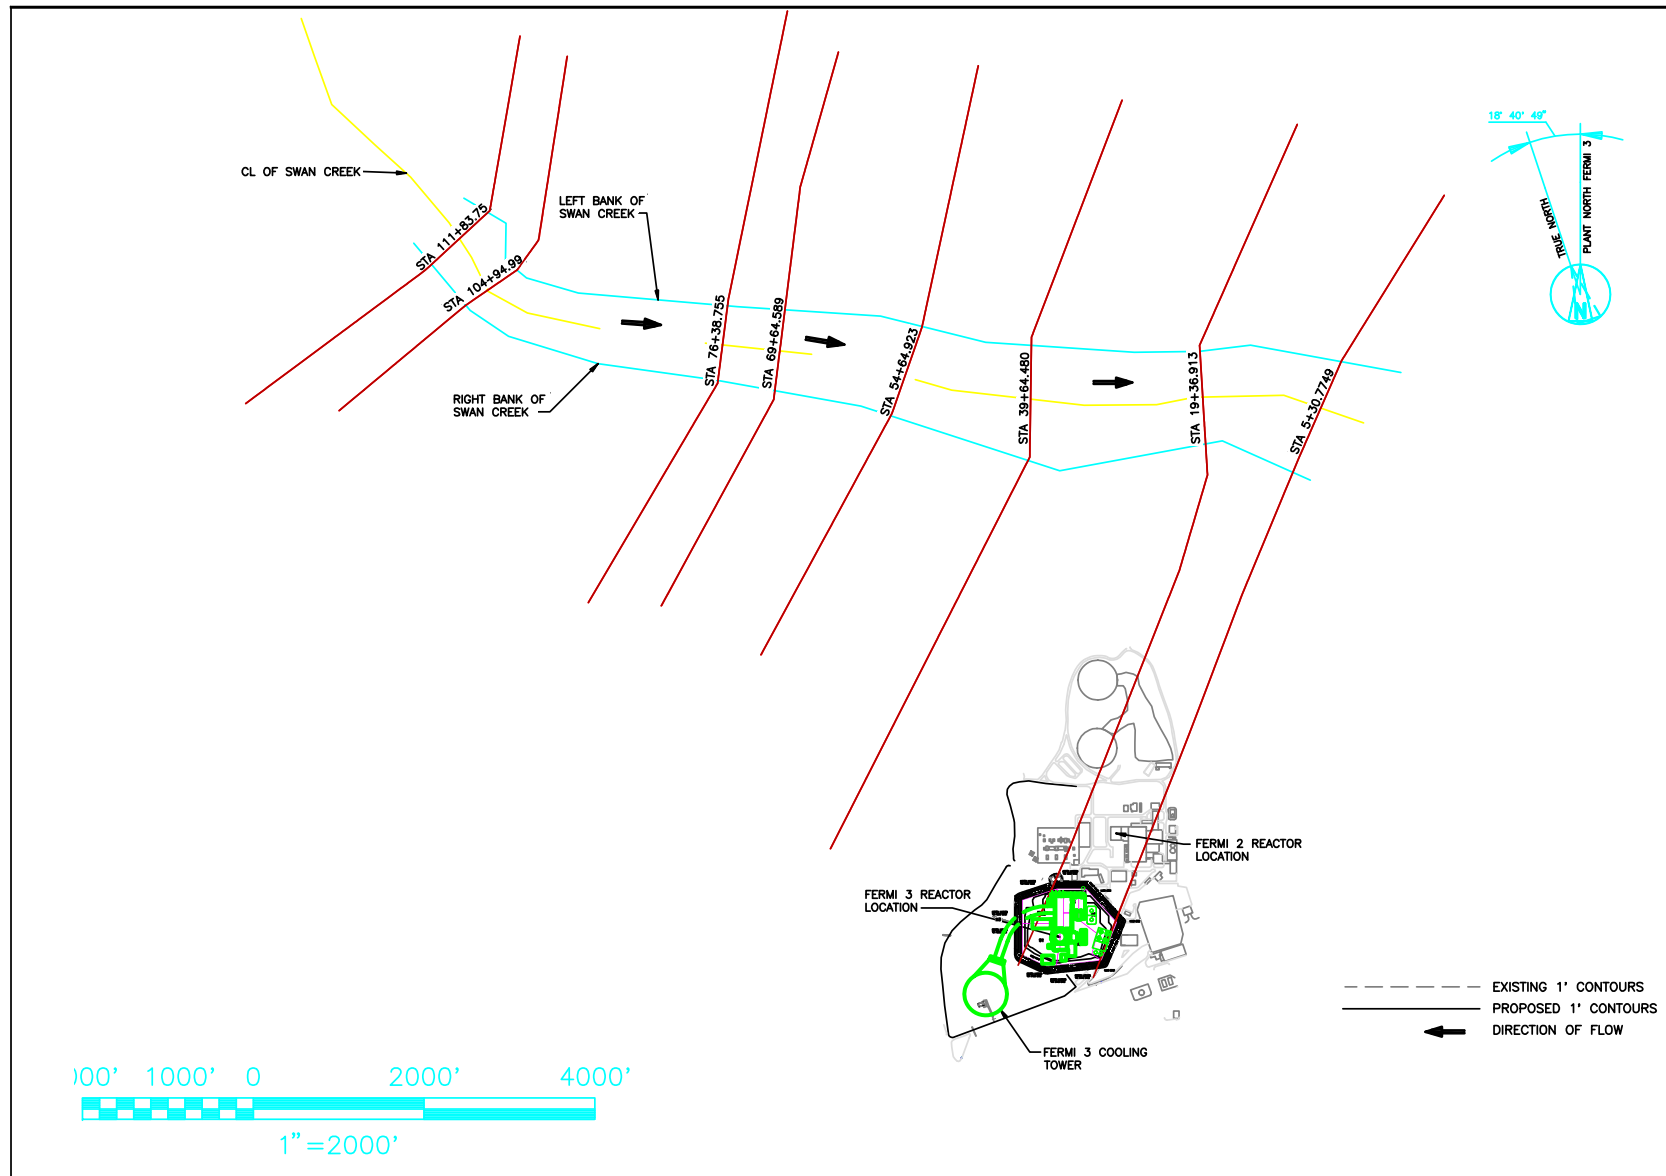 18° 40' 49"
PLANT NORTH FERMI 3
TRUE NORTH
N
CL OF SWAN CREEK
LEFT BANK OF
SWAN CREEK
STA 111+83.75
STA 104+94.99
STA 76+38.755
STA 69+64.589
STA 54+64.923
STA 39+64.480
STA 19+36.913
STA 5+30.7749
RIGHT BANK OF
SWAN CREEK
FERMI 2 REACTOR
LOCATION
FERMI 3 REACTOR
LOCATION
FERMI 3 COOLING
TOWER
EXISTING 1' CONTOURS
PROPOSED 1' CONTOURS
DIRECTION OF FLOW
00' 1000' 0 2000' 4000'
1"=2000'